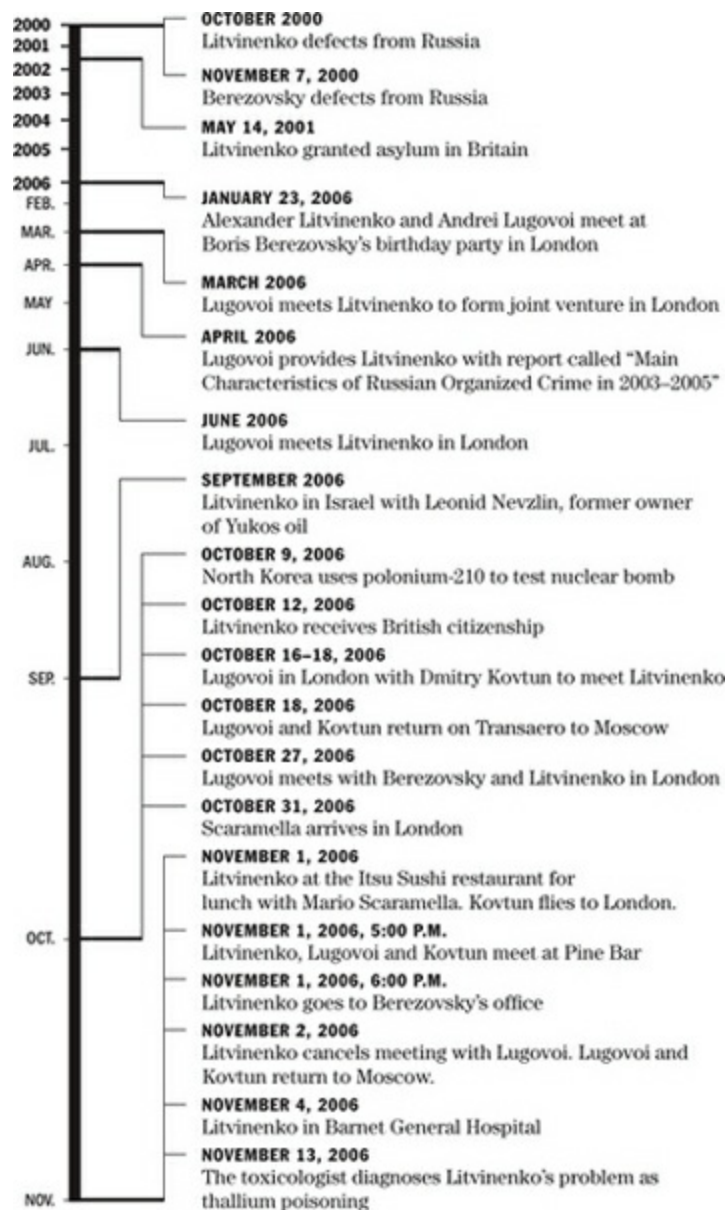 2000
2001
2002
2003
2004
2005
2006
FEB.
MAR.
APR.
MAY
JUN.
JUL.
AUG.
SEP.
OCT.
NOV.
OCTOBER 2000
Litvinenko defects from Russia
NOVEMBER 7, 2000
Berezovsky defects from Russia
MAY 14, 2001
Litvinenko granted asylum in Britain
JANUARY 23, 2006
Alexander Litvinenko and Andrei Lugovoi meet at
Boris Berezovsky's birthday party in London
MARCH 2006
Lugovoi meets Litvinenko to form joint venture in London
APRIL 2006
Lugovoi provides Litvinenko with report called “Main
Characteristics of Russian Organized Crime in 2003–2005”
JUNE 2006
Lugovoi meets Litvinenko in London
SEPTEMBER 2006
Litvinenko in Israel with Leonid Nevzlin, former owner
of Yukos oil
OCTOBER 9, 2006
North Korea uses polonium-210 to test nuclear bomb
OCTOBER 12, 2006
Litvinenko receives British citizenship
OCTOBER 16–18, 2006
Lugovoi in London with Dmitry Kovtun to meet Litvinenko
OCTOBER 18, 2006
Lugovoi and Kovtun return on Transaero to Moscow
OCTOBER 27, 2006
Lugovoi meets with Berezovsky and Litvinenko in London
OCTOBER 31, 2006
Scaramella arrives in London
NOVEMBER 1, 2006
Litvinenko at the Itsu Sushi restaurant for
lunch with Mario Scaramella. Kovtun flies to London.
NOVEMBER 1, 2006, 5:00 P.M.
Litvinenko, Lugovoi and Kovtun meet at Pine Bar
NOVEMBER 1, 2006, 6:00 P.M.
Litvinenko goes to Berezovsky's office
NOVEMBER 2, 2006
Litvinenko cancels meeting with Lugovoi. Lugovoi and
Kovtun return to Moscow.
NOVEMBER 4, 2006
Litvinenko in Barnet General Hospital
NOVEMBER 13, 2006
The toxicologist diagnoses Litvinenko's problem as
thallium poisoning